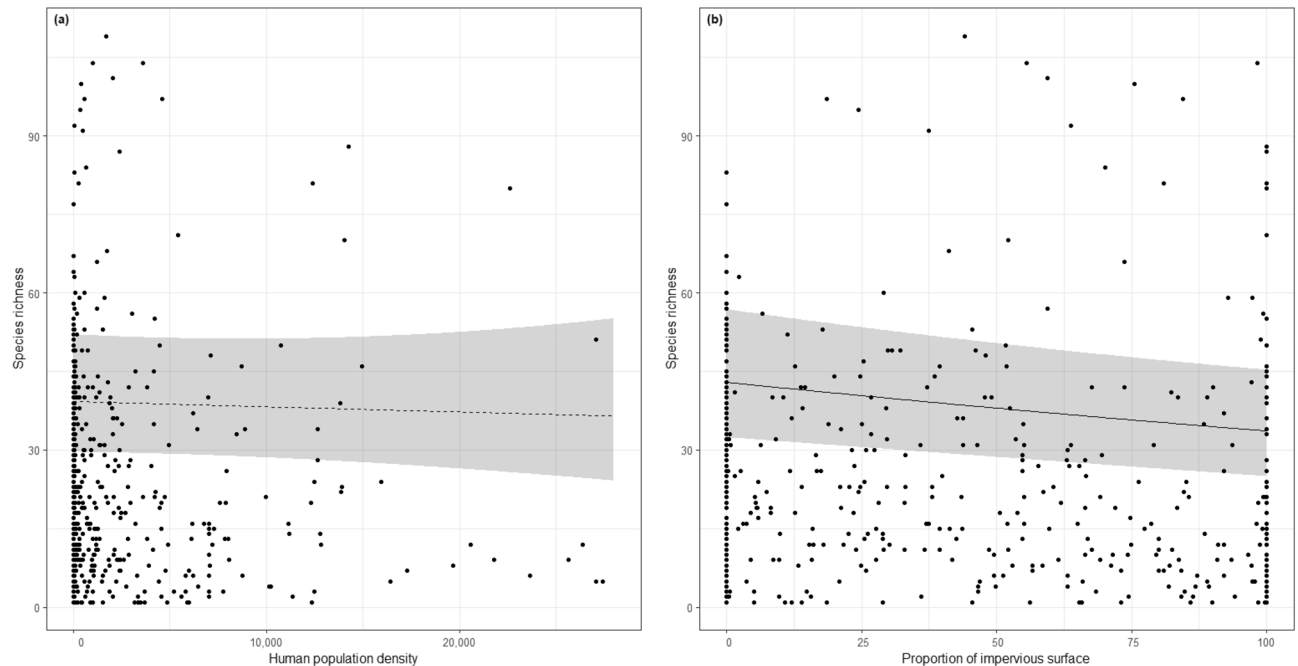 (a)
90
60
30
0
Species richness
0 10,000 20,000
Human population density
(b)
90
60
30
0
Species richness
0 25 50 75 100
Proportion of impervious surface